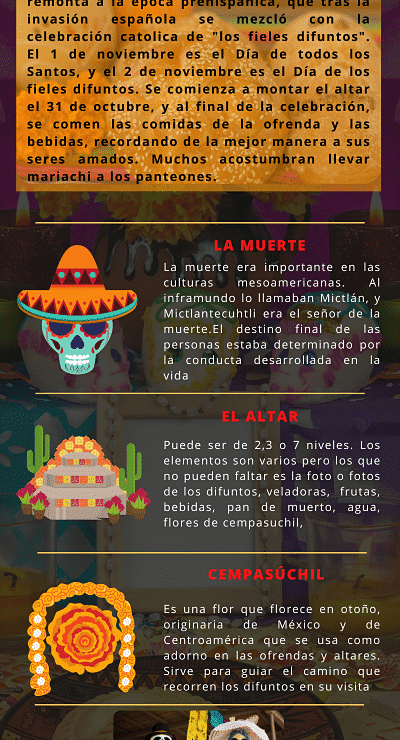 remonta a la época prehispánica, que tras la
invasión española se mezcló con la
celebración catolica de "los fieles difuntos".
El 1 de noviembre es el Día de todos los
Santos, y el 2 de noviembre es el Día de los
fieles difuntos. Se comienza a montar el altar
el 31 de octubre, y al final de la celebración,
se comen las comidas de la ofrenda y las
bebidas, recordando de la mejor manera a sus
seres amados. Muchos acostumbran llevar
mariachi a los panteones.
LA MUERTE
La muerte era importante en las
culturas mesoamericanas. Al
inframundo lo llamaban Mictlán, y
Mictlantecuhtli era el señor de la
muerte.El destino final de las
personas estaba determinado por
la conducta desarrollada en la
vida
EL ALTAR
Puede ser de 2,3 o 7 niveles. Los
elementos son varios pero los que
no pueden faltar es la foto o fotos
de los difuntos, veladoras, frutas,
bebidas, pan de muerto, agua,
flores de cempasuchil,
CEMPASÚCHIL
Es una flor que florece en otoño,
originaria de México y de
Centroamérica que se usa como
adorno en las ofrendas y altares.
Sirve para guiar el camino que
recorren los difuntos en su visita